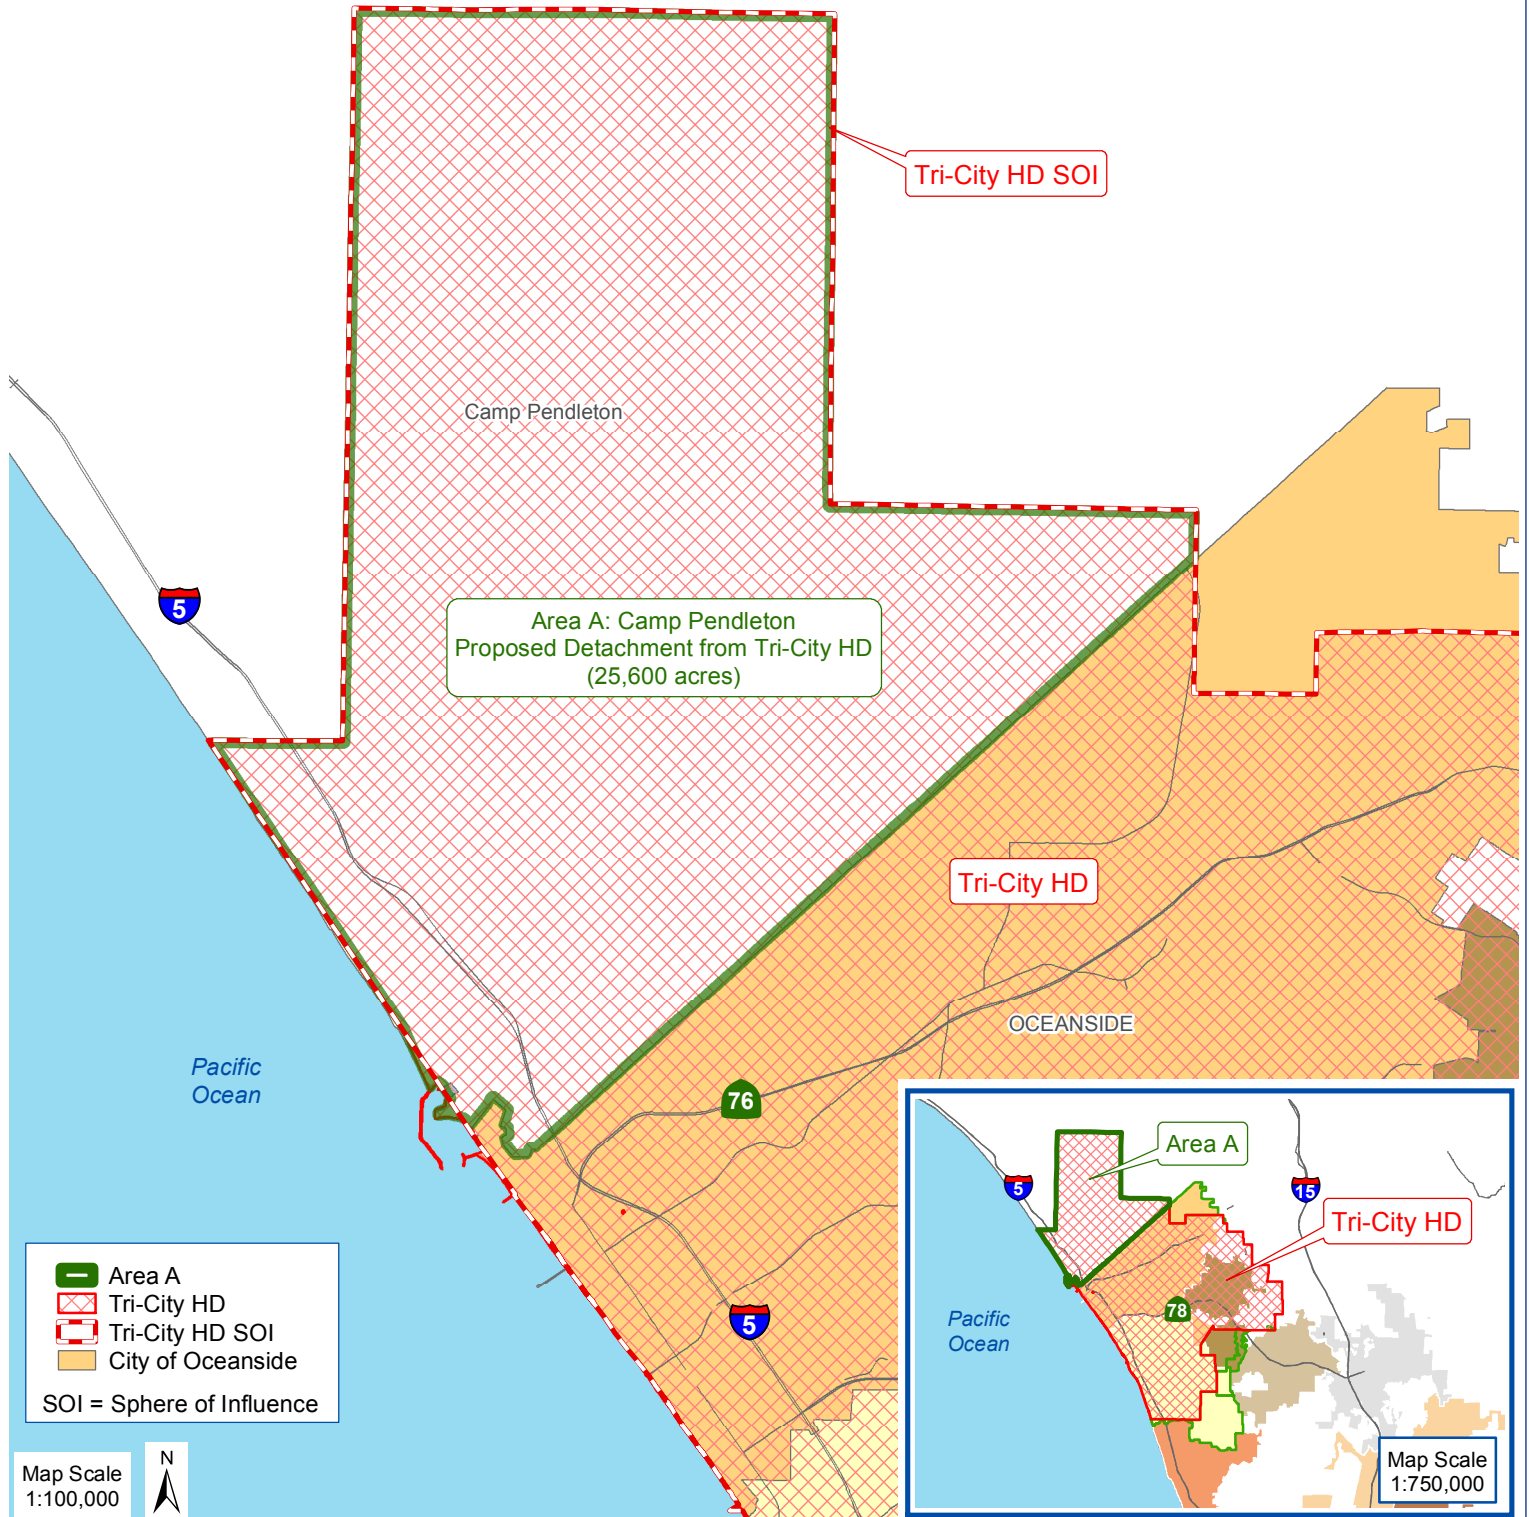 Tri-City HD SOI
Camp Pendleton
5
Area A: Camp Pendleton
Proposed Detachment from Tri-City HD
(25,600 acres)
Tri-City HD
OCEANSIDE
Pacific
Ocean
76
5
Area A
Tri-City HD
Tri-City HD SOI
City of Oceanside
SOI = Sphere of Influence
Map Scale
1:100,000
N
Area A
5
15
Tri-City HD
78
Pacific
Ocean
Map Scale
1:750,000